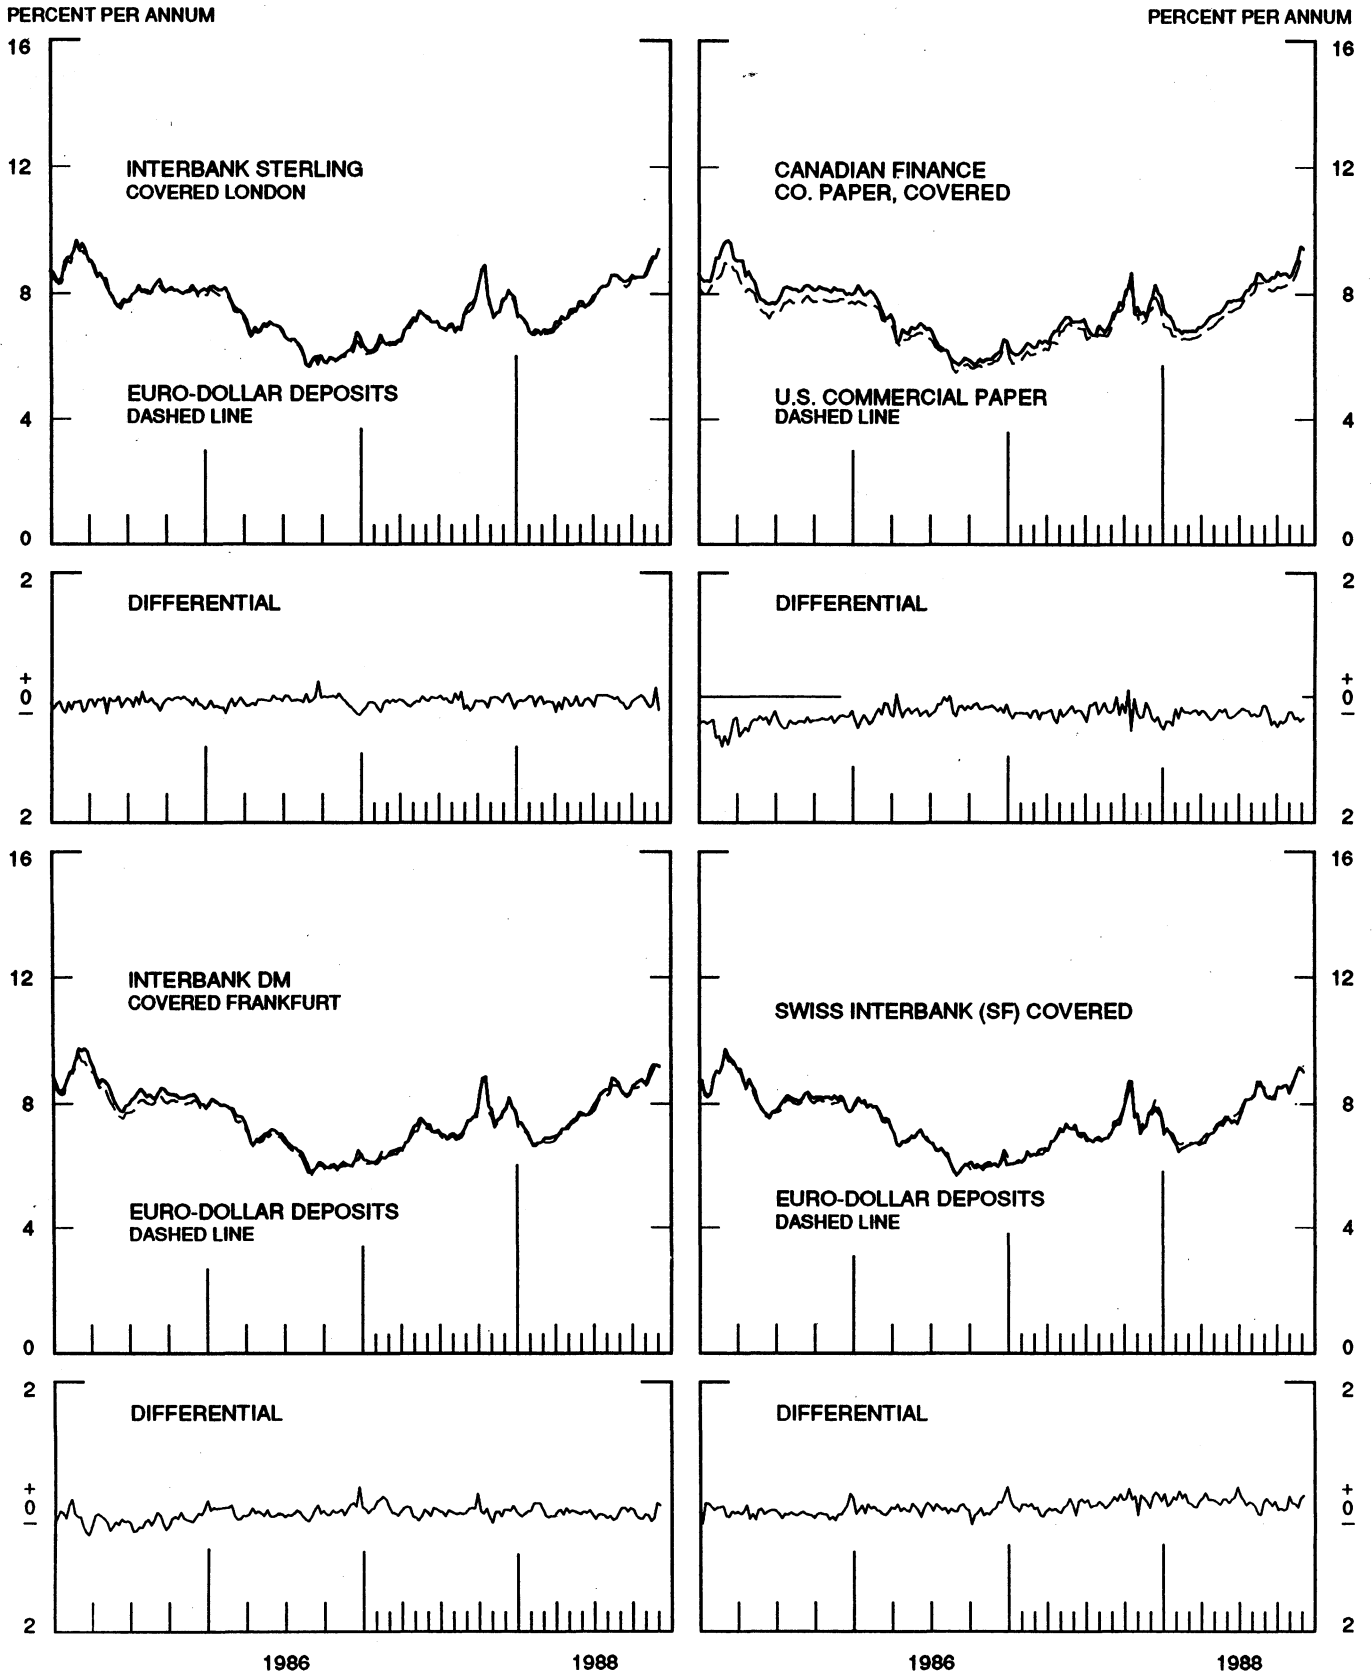 PERCENT PER ANNUM
PERCENT PER ANNUM
16
12
8
4
0
INTERBANK STERLING
COVERED LONDON
EURO-DOLLAR DEPOSITS
DASHED LINE
CANADIAN FINANCE
CO. PAPER, COVERED
U.S. COMMERCIAL PAPER
DASHED LINE
16
12
8
4
0
2
+
0
–
2
DIFFERENTIAL
DIFFERENTIAL
2
+
0
–
2
16
12
8
4
0
INTERBANK DM
COVERED FRANKFURT
EURO-DOLLAR DEPOSITS
DASHED LINE
SWISS INTERBANK (SF) COVERED
EURO-DOLLAR DEPOSITS
DASHED LINE
16
12
8
4
0
2
+
0
–
2
DIFFERENTIAL
DIFFERENTIAL
2
+
0
–
2
1986
1988
1986
1988